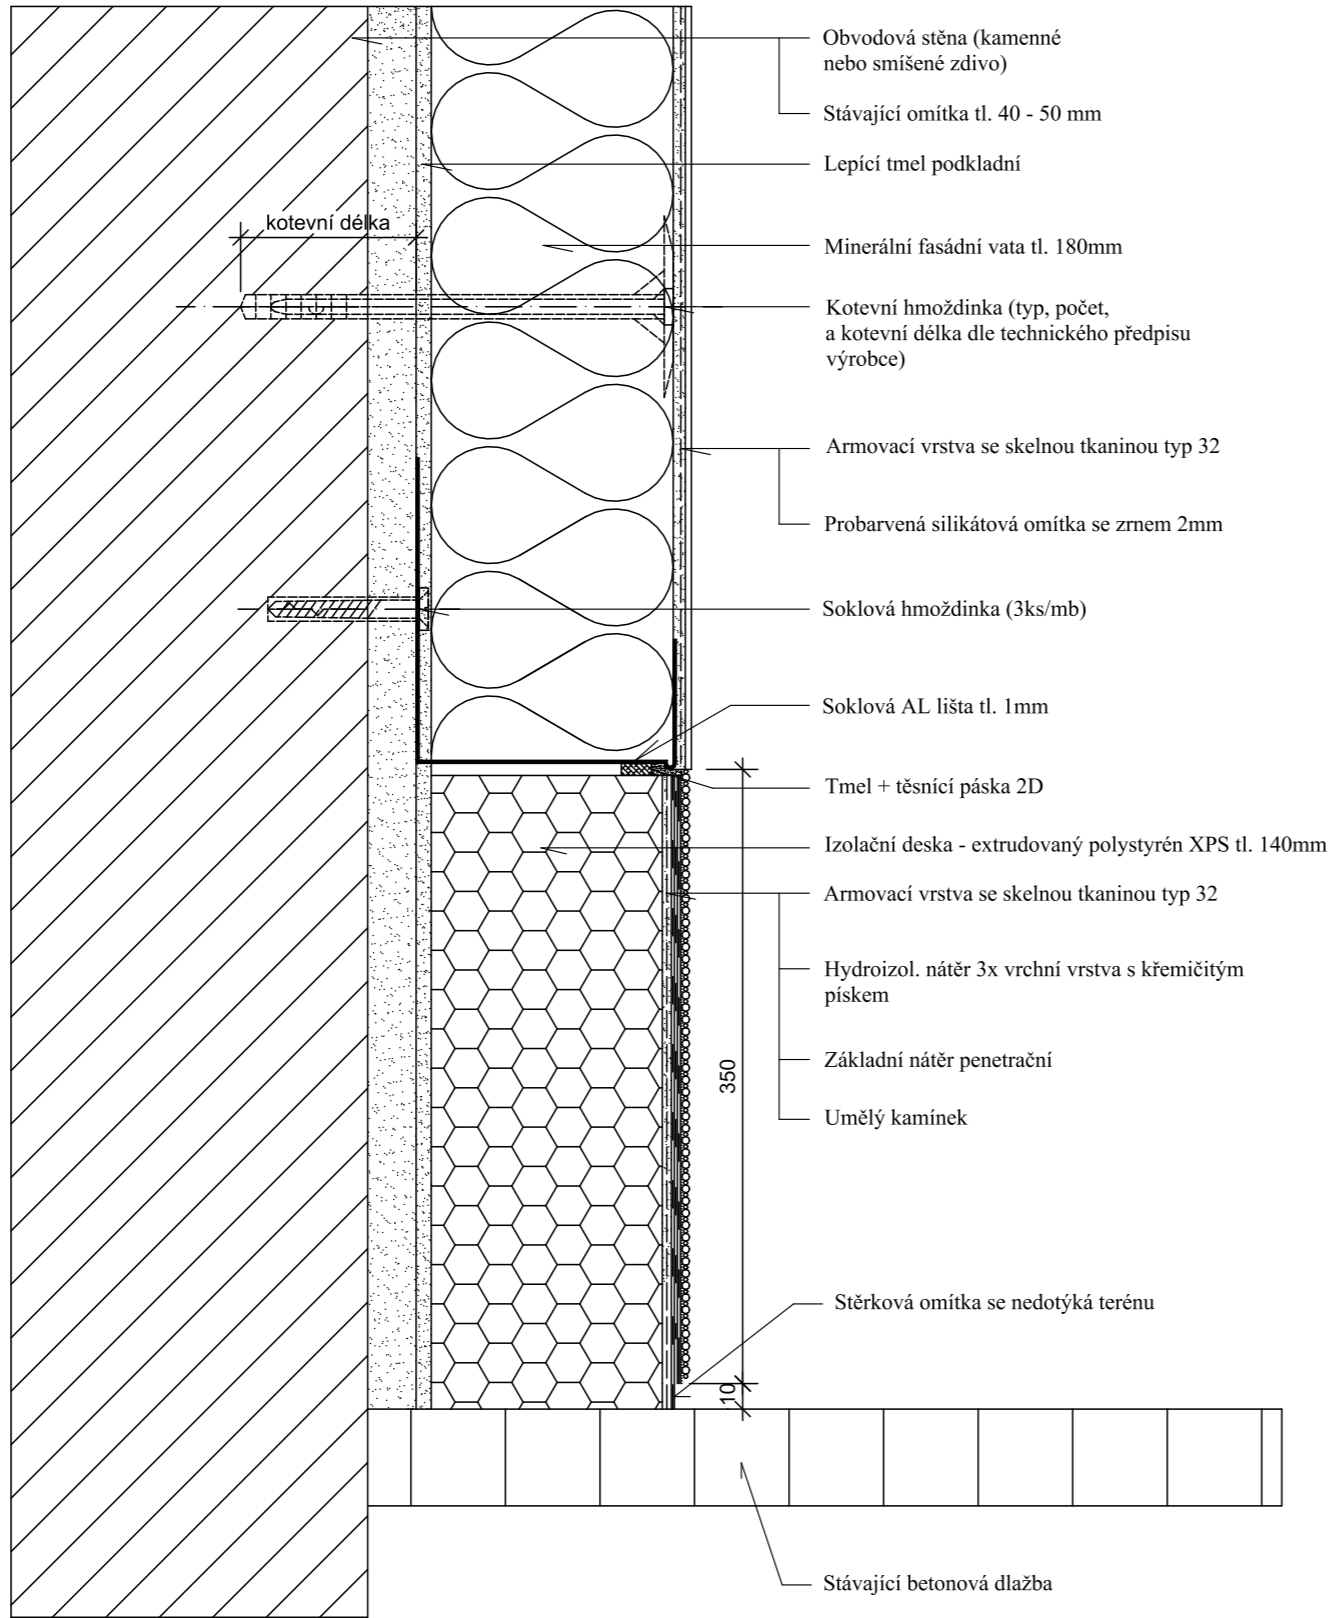 Obvodová stěna (kamenné
nebo smíšené zdivo)
Stávající omítka tl. 40 - 50 mm
Lepící tmel podkladní
kotevní délka
Minerální fasádní vata tl. 180mm
Kotevní hmoždinka (typ, počet,
a kotevní délka dle technického předpisu
výrobce)
Armovací vrstva se skelnou tkaninou typ 32
Probarvená silikátová omítka se zrnem 2mm
Soklová hmoždinka (3ks/mb)
Soklová AL lišta tl. 1mm
Tmel + těsnící páska 2D
Izolační deska - extrudovaný polystyrén XPS tl. 140mm
Armovací vrstva se skelnou tkaninou typ 32
Hydroizol. nátěr 3x vrchní vrstva s křemičitým
pískem
Základní nátěr penetrační
350
Umělý kamínek
Stěrková omítka se nedotýká terénu
10
Stávající betonová dlažba